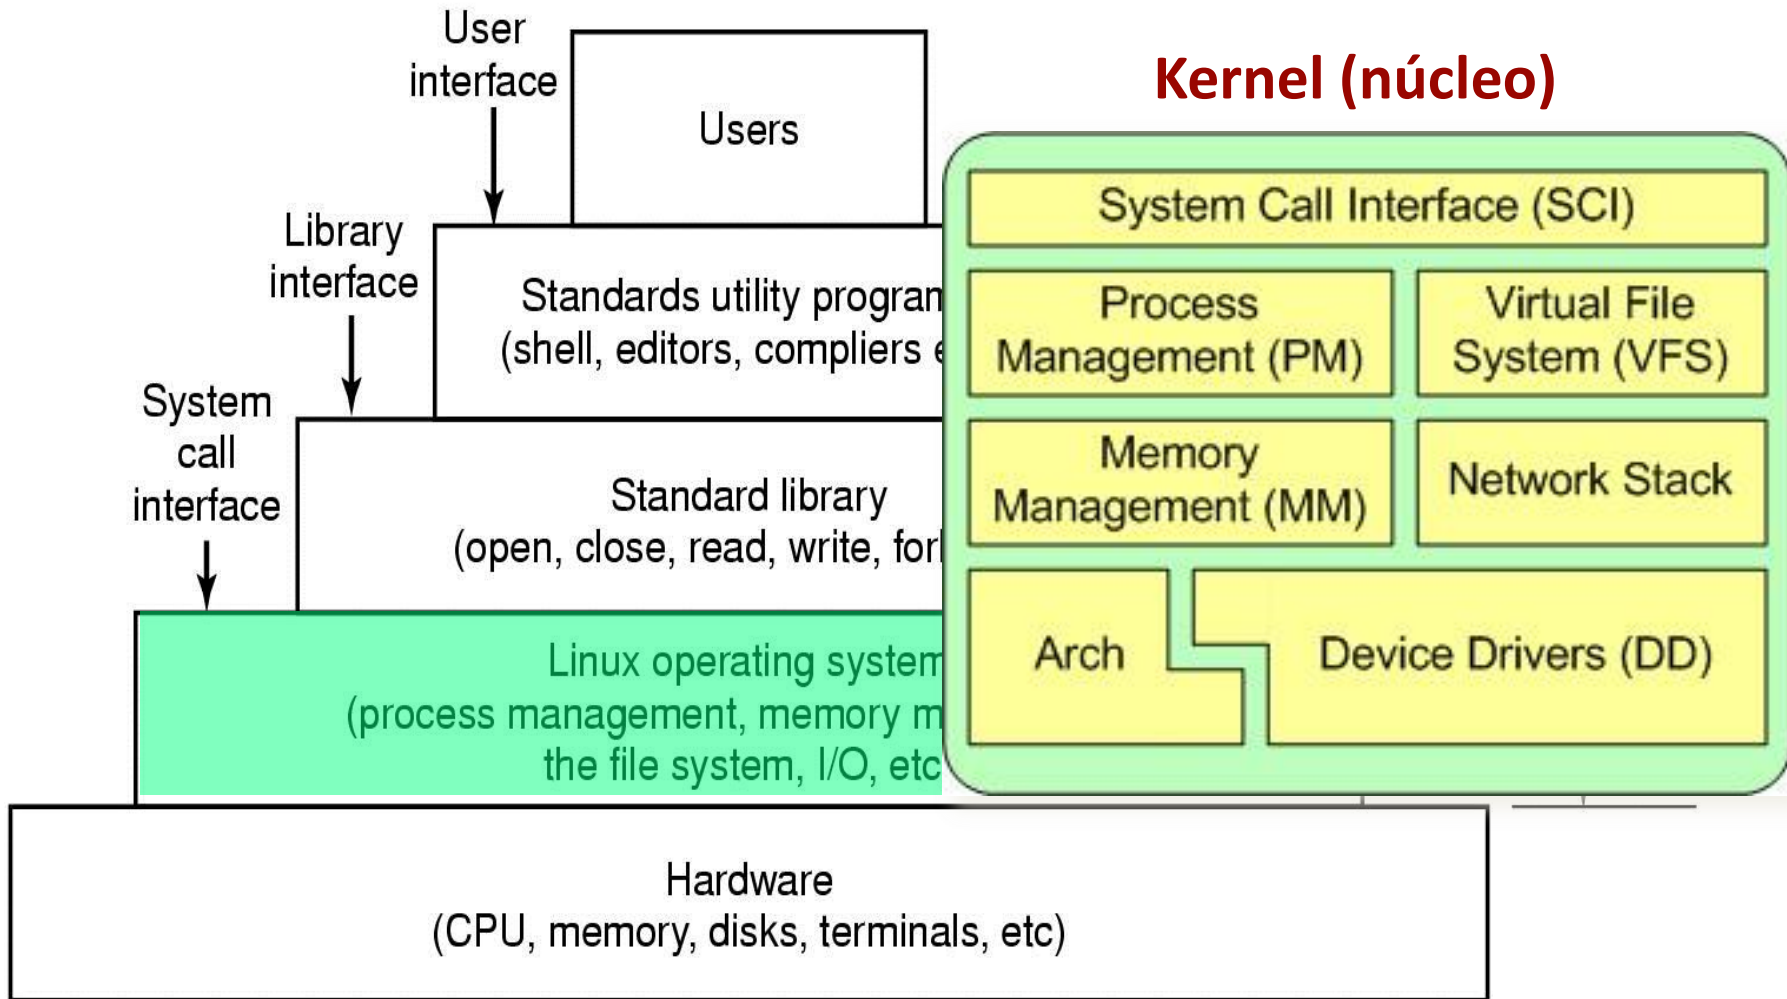 User
interface
Users
Library
interface
Standards utility program
(shell, editors, compliers e
System
call
interface
Standard library
(open, close, read, write, for
Linux operating system
(process management, memory m
the file system, I/O, etc
Hardware
(CPU, memory, disks, terminals, etc)
Kernel (núcleo)
System Call Interface (SCI)
Process
Management (PM)
Virtual File
System (VFS)
Memory
Management (MM)
Network Stack
Arch
Device Drivers (DD)